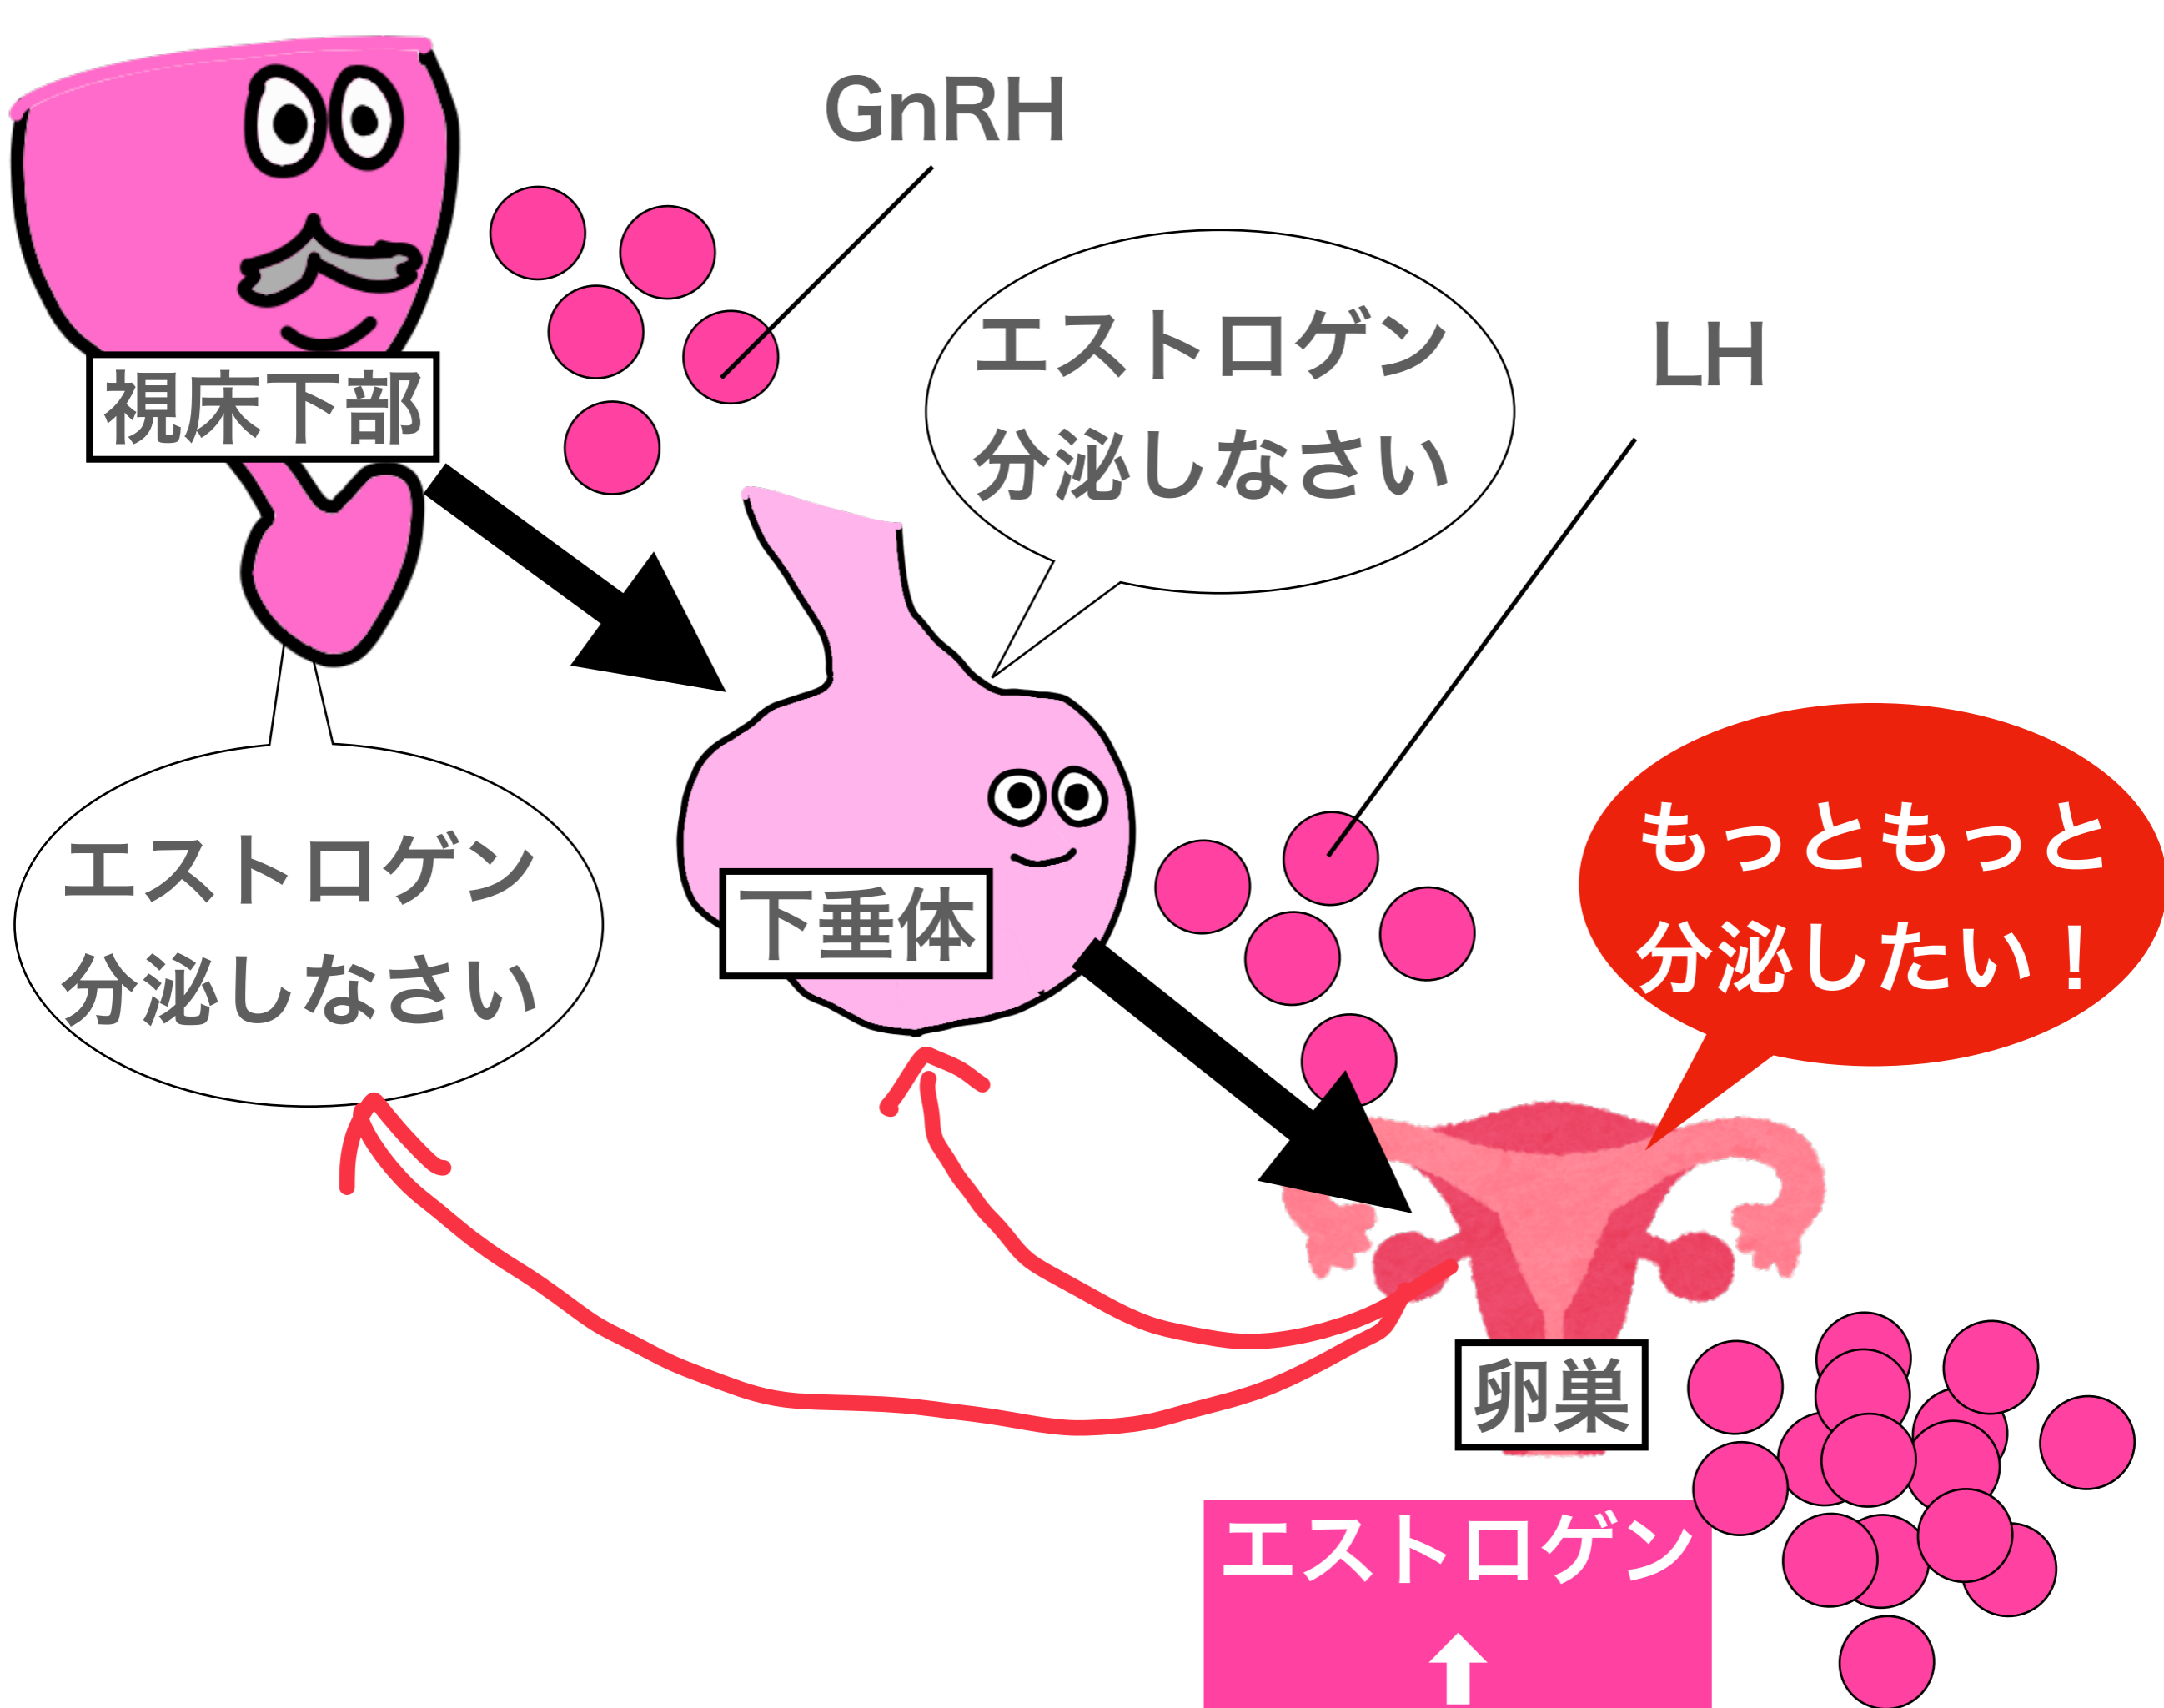 GnRH
エストロゲン
分泌しなさい
LH
視床下部
エストロゲン
分泌しなさい
下垂体
もっともっと
分泌したい！
卵巣
エストロゲン
⬆